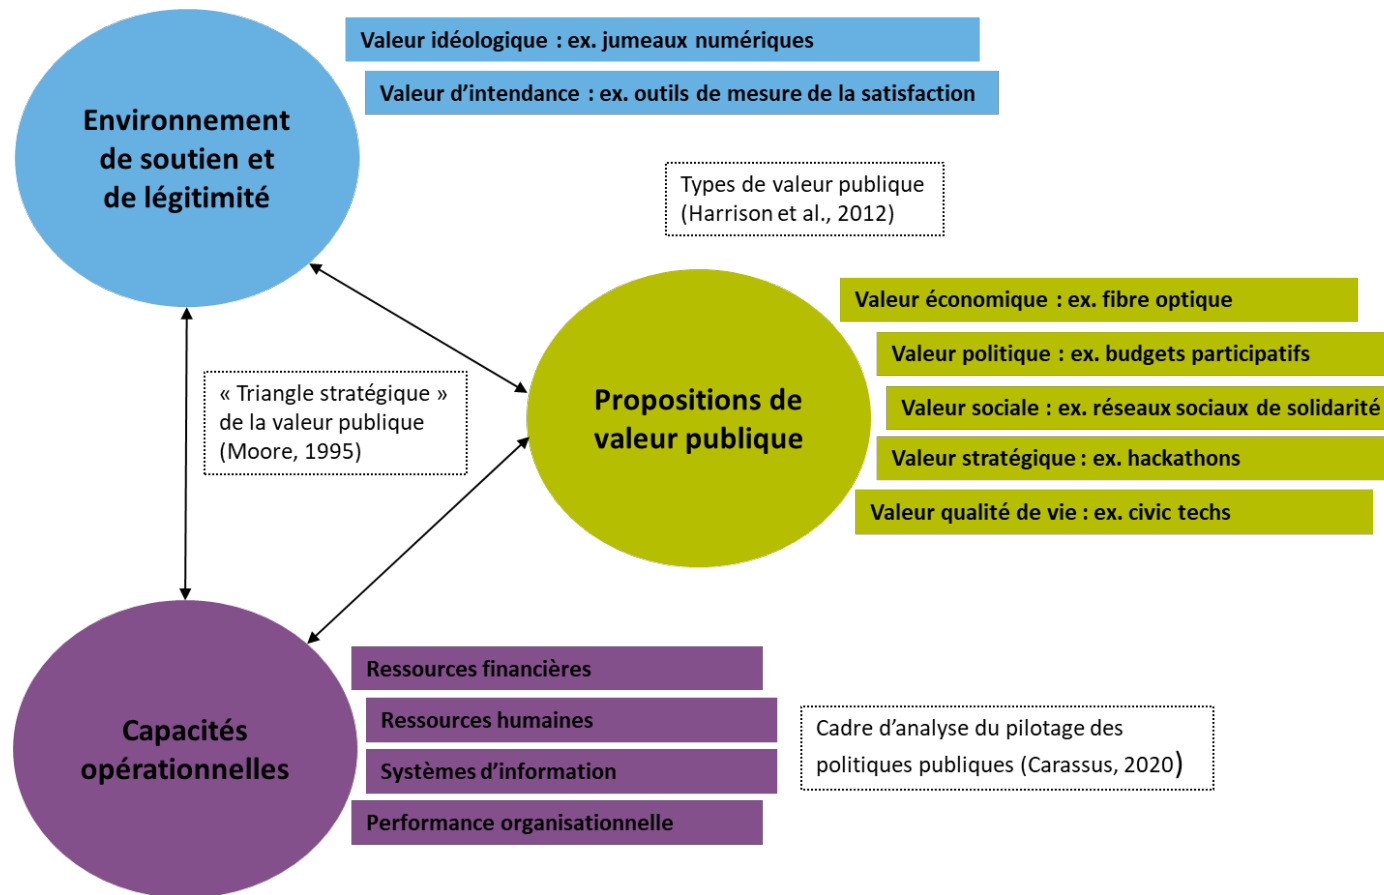 Valeur idéologique : ex. jumeaux numériques
Valeur d’intendance : ex. outils de mesure de la satisfaction
Environnement
de soutien et
de légitimité
Types de valeur publique
(Harrison et al., 2012)
Valeur économique : ex. fibre optique
Valeur politique : ex. budgets participatifs
Valeur sociale : ex. réseaux sociaux de solidarité
Valeur stratégique : ex. hackathons
Valeur qualité de vie : ex. civic techs
Propositions de
valeur publique
« Triangle stratégique »
de la valeur publique
(Moore, 1995)
Capacités
opérationnelles
Ressources financières
Ressources humaines
Systèmes d’information
Performance organisationnelle
Cadre d’analyse du pilotage des
politiques publiques (Carassus, 2020)